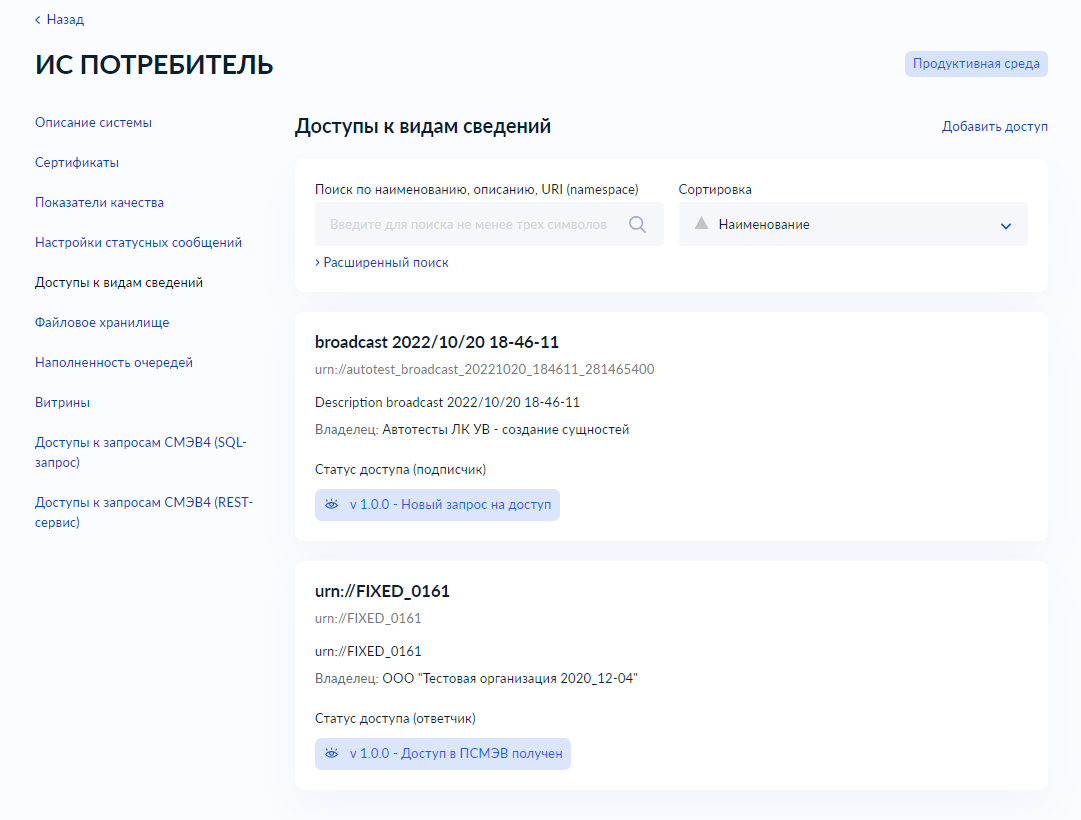 Назад
ИС ПОТРЕБИТЕЛЬ
Продуктивная среда
Описание системы
Сертификаты
Показатели качества
Настройки статусных сообщений
Доступы к видам сведений
Файловое хранилище
Наполненность очередей
Витрины
Доступы к запросам СМЭВ4 (SQL-
запрос)
Доступы к запросам СМЭВ4 (REST-
сервис)
Доступы к видам сведений
Добавить доступ
Поиск по наименованию, описанию, URI (namespace)
Введите для поиска не менее трех символов
Сортировка
Наименование
Расширенный поиск
broadcast 2022/10/20 18-46-11
urn://autotest_broadcast_20221020_184611_281465400
Description broadcast 2022/10/20 18-46-11
Владелец: Автотесты ЛК УВ - создание сущностей
Статус доступа (подписчик)
v 1.0.0 - Новый запрос на доступ
urn://FIXED_0161
urn://FIXED_0161
urn://FIXED_0161
Владелец: ООО "Тестовая организация 2020_12-04"
Статус доступа (ответчик)
v 1.0.0 - Доступ в ПСМЭВ получен